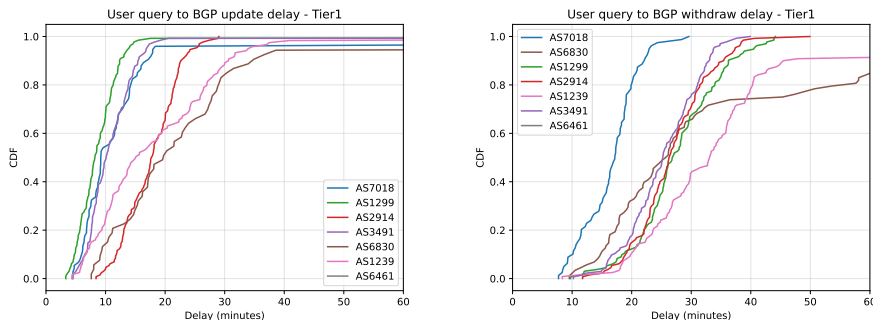 User query to BGP update delay - Tier1
CDF
1.0
0.8
0.6
0.4
0.2
0.0
0
10
20
30
40
50
60
Delay (minutes)
AS7018
AS1299
AS2914
AS3491
AS6830
AS1239
AS6461
User query to BGP withdraw delay - Tier1
CDF
1.0
0.8
0.6
0.4
0.2
0.0
0
10
20
30
40
50
60
Delay (minutes)
AS7018
AS6830
AS1299
AS2914
AS1239
AS3491
AS6461